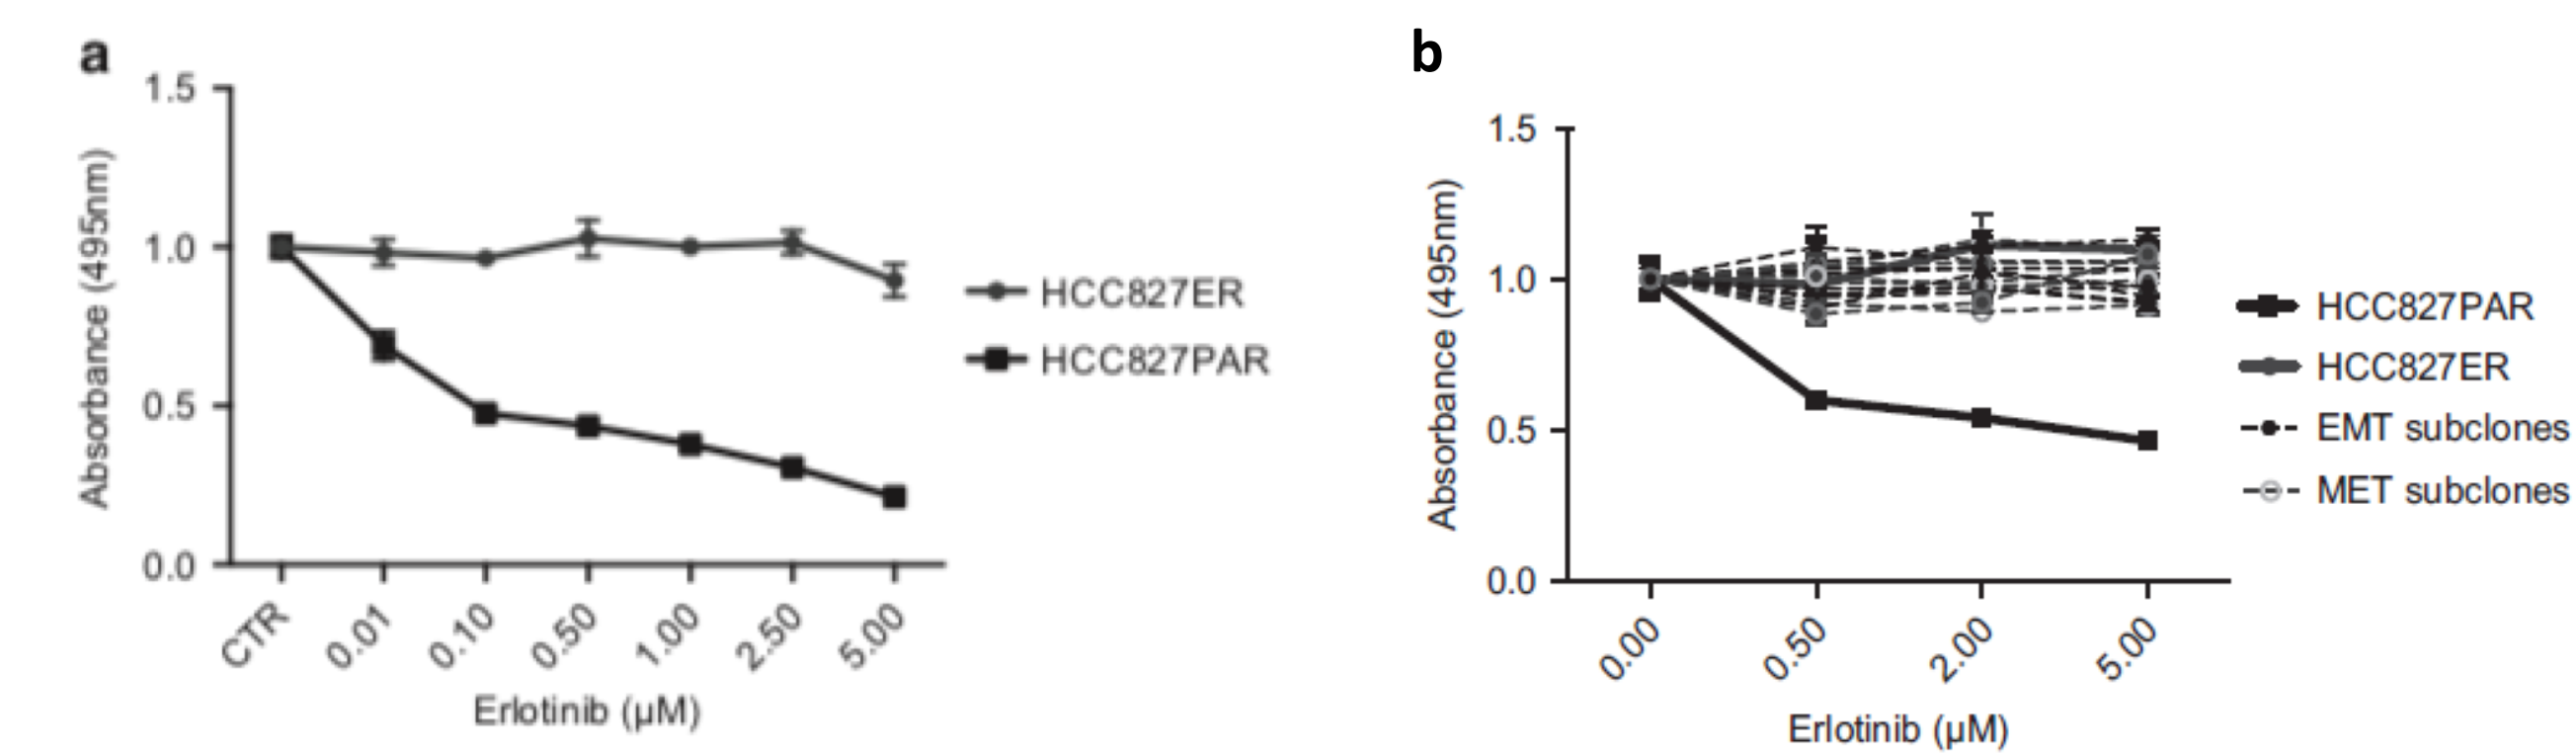 a
1.5
1.0
0.5
0.0
Absorbance (495nm)
CTR
0.01
0.10
0.50
1.00
2.50
5.00
Erlotinib (µM)
HCC827ER
HCC827PAR
b
1.5
1.0
0.5
0.0
Absorbance (495nm)
0.00
0.50
2.00
5.00
Erlotinib (µM)
HCC827PAR
HCC827ER
EMT subclones
MET subclones